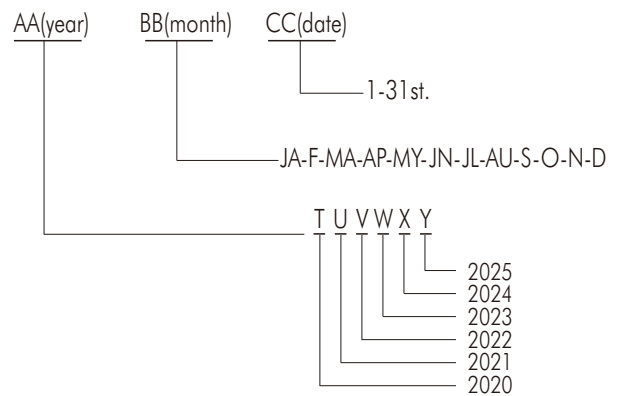 AA(year) BB(month) CC(date)
1-31st.
JA-F-MA-AP-MY-JN-JL-AU-S-O-N-D
T U V W X Y
2025
2024
2023
2022
2021
2020